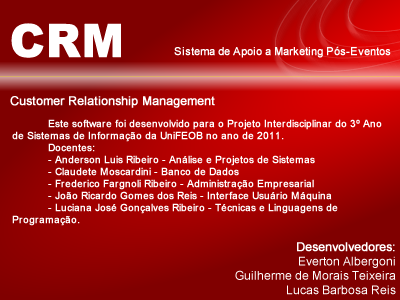 CRM
Sistema de Apoio a Marketing Pós-Eventos
Customer Relationship Management
Este software foi desenvolvido para o Projeto Interdisciplinar do 3º Ano
de Sistemas de Informação da UniFEOB no ano de 2011.
Docentes:
- Anderson Luis Ribeiro - Análise e Projetos de Sistemas
- Claudete Moscardini - Banco de Dados
- Frederico Fargnoli Ribeiro - Administração Empresarial
- João Ricardo Gomes dos Reis - Interface Usuário Máquina
- Luciana José Gonçalves Ribeiro - Técnicas e Linguagens de
Programação.
Desenvolvedores:
Everton Albergoni
Guilherme de Morais Teixeira
Lucas Barbosa Reis